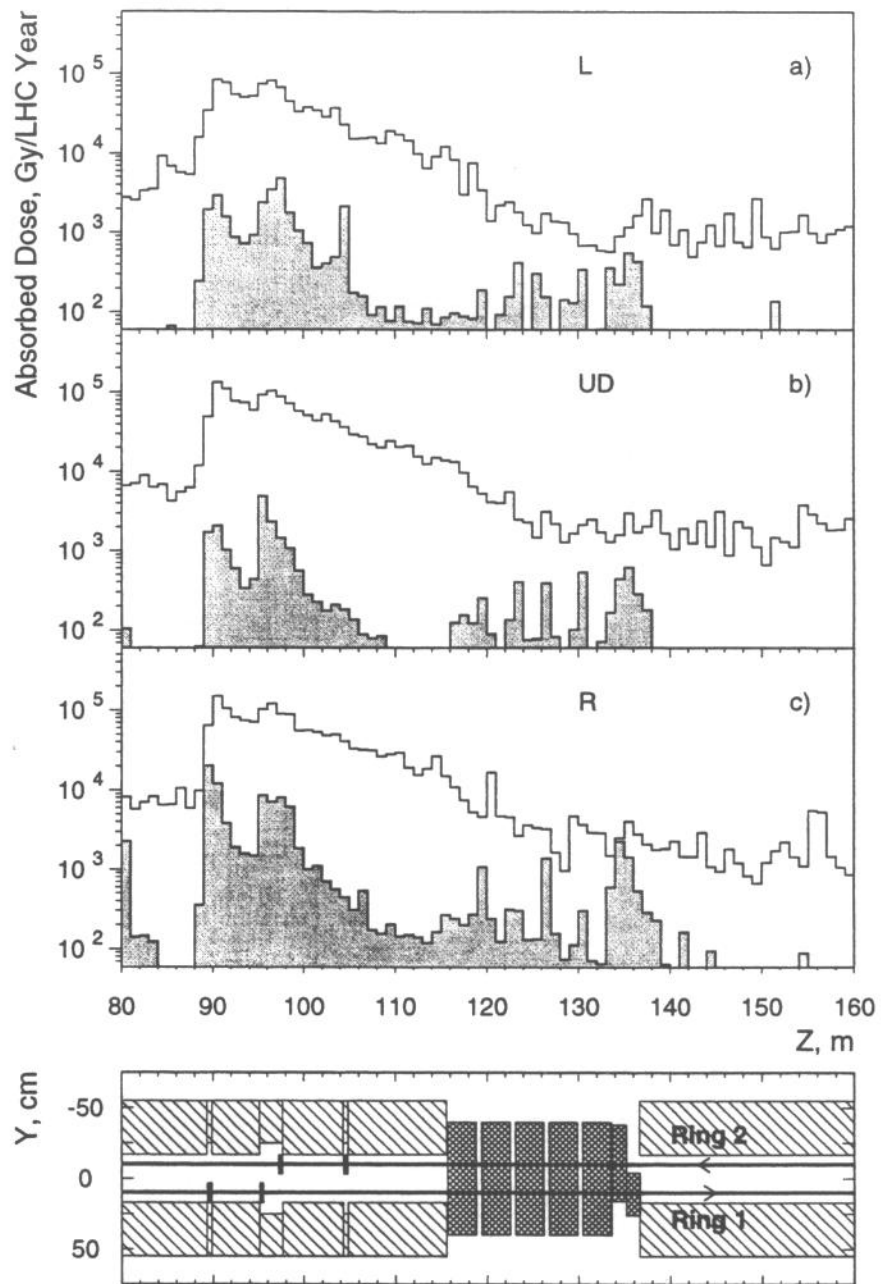 Absorbed Dose, Gy/LHC Year
L a)
10^5
10^4
10^3
10^2
UD b)
10^5
10^4
10^3
10^2
R c)
10^5
10^4
10^3
10^2
80 90 100 110 120 130 140 150 160
Z, m
Y, cm
-50
0
50
Ring 2
Ring 1